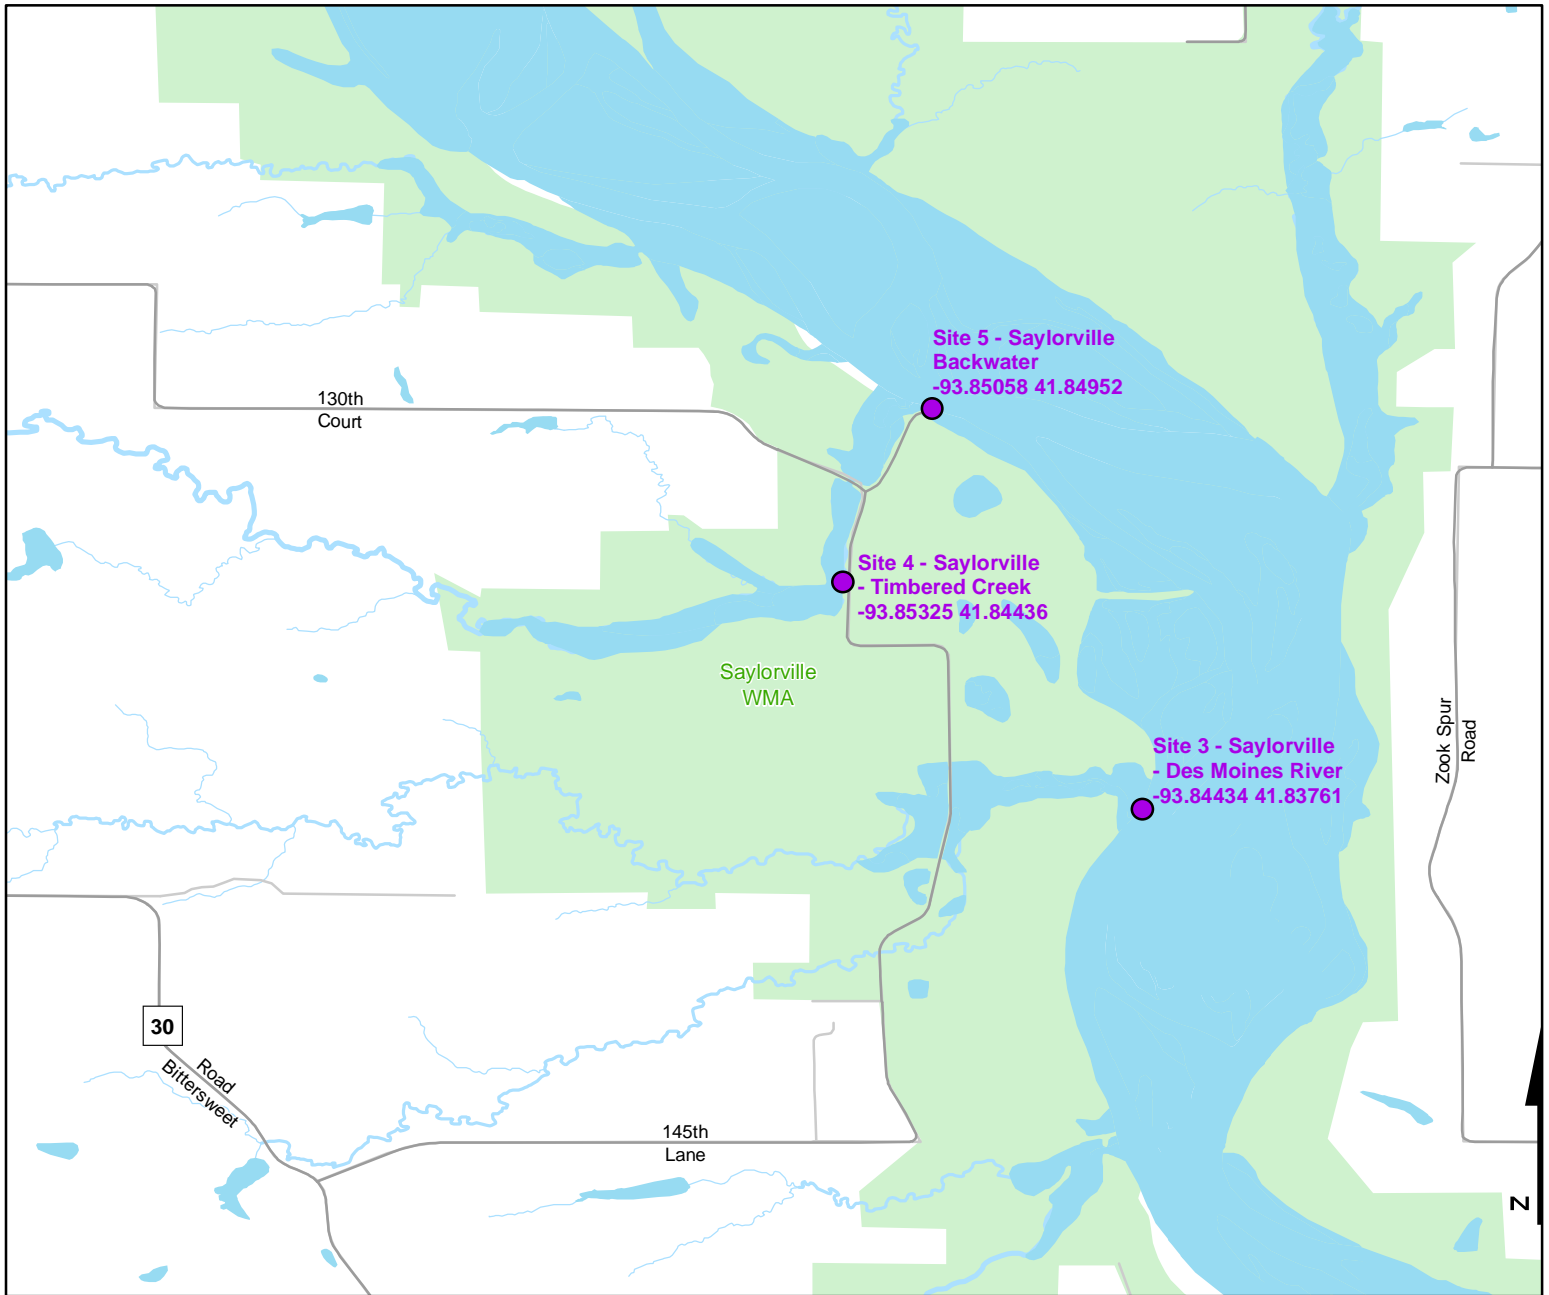 Site 5 - Saylorville
Backwater
-93.85058 41.84952
130th
Court
Site 4 - Saylorville
- Timbered Creek
-93.85325 41.84436
Saylorville
WMA
Zook Spur
Road
Site 3 - Saylorville
- Des Moines River
-93.84434 41.83761
30
Road
Bittersweet
145th
Lane
N